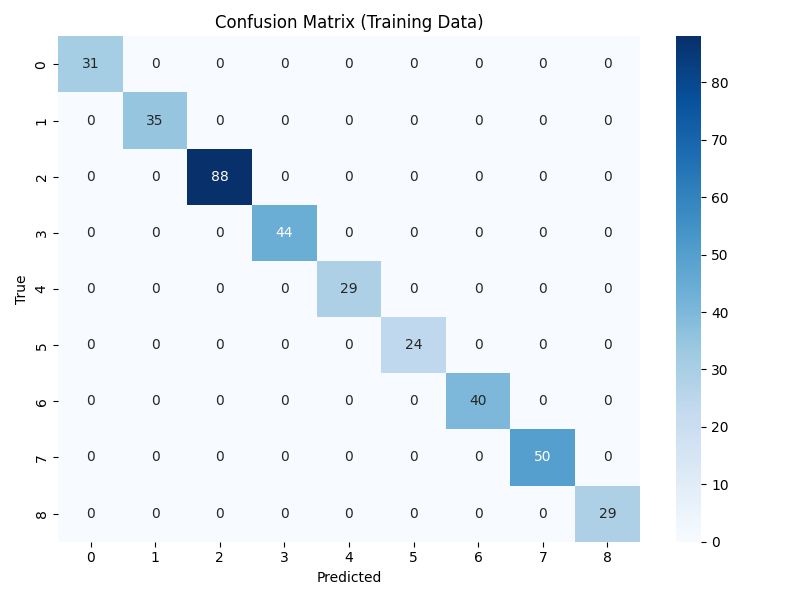 Confusion Matrix (Training Data)
0 31 0 0 0 0 0 0 0 0
1 0 35 0 0 0 0 0 0 0
2 0 0 88 0 0 0 0 0 0
3 0 0 0 44 0 0 0 0 0
4 0 0 0 0 29 0 0 0 0
5 0 0 0 0 0 24 0 0 0
6 0 0 0 0 0 0 40 0 0
7 0 0 0 0 0 0 0 50 0
8 0 0 0 0 0 0 0 0 29
0 1 2 3 4 5 6 7 8
True
Predicted
80
70
60
50
40
30
20
10
0